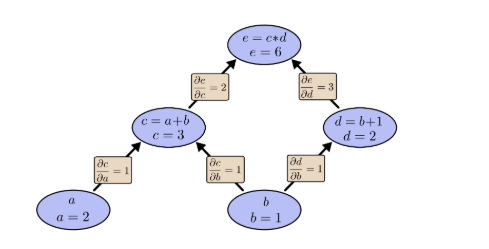 e = c*d
e = 6
∂e/∂c = 2
∂e/∂d = 3
c = a+b
c = 3
d = b+1
d = 2
∂c/∂a = 1
∂c/∂b = 1
∂d/∂b = 1
a
a = 2
b
b = 1